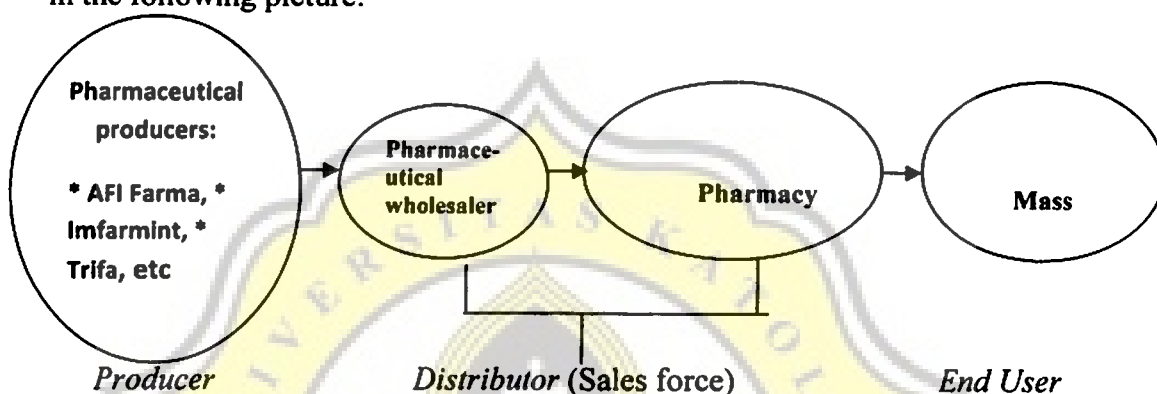 in the following picture:
Pharmaceutical
producers:
* AFI Farma, *
Imfarmint, *
Trifa, etc
Pharmace-
utical
wholesaler
Pharmacy
Mass
Producer
Distributor (Sales force)
End User